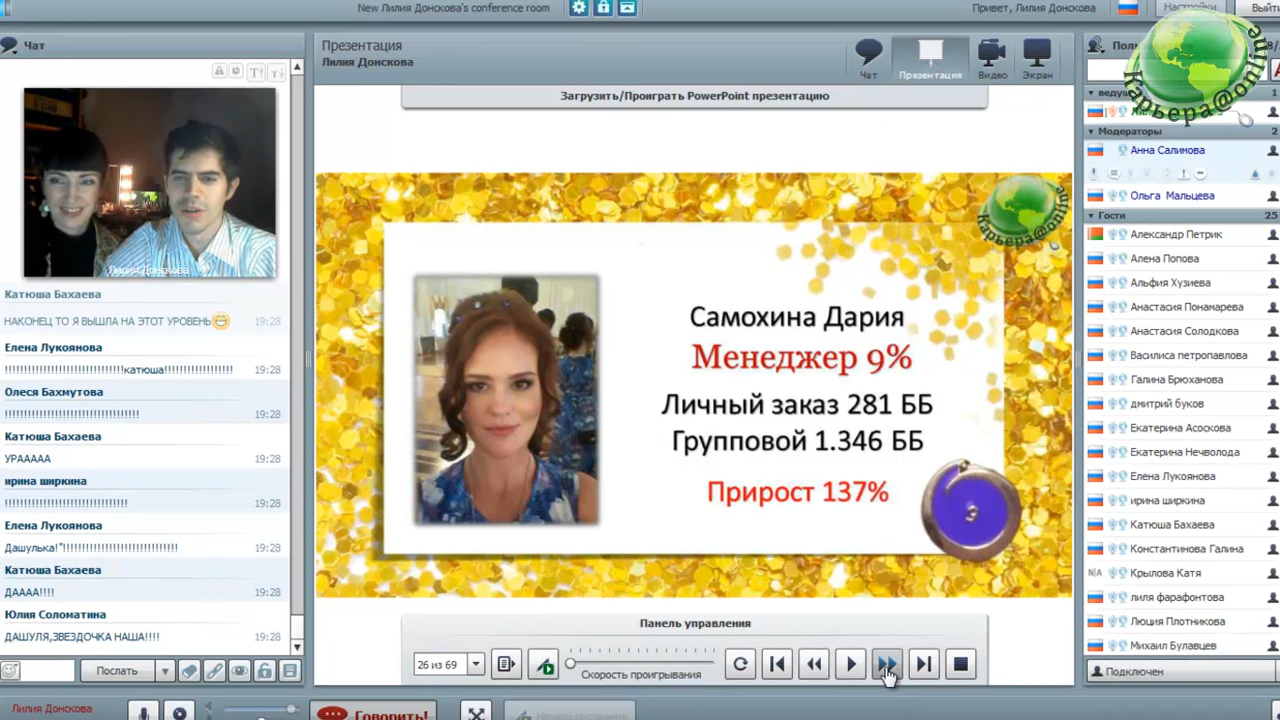 New Лилия Донскова's conference room
Привет, Лилия Донскова
Настройки
Выйти
Чат
Лилия Донскова
Катюша Бахаева
НАКОНЕЦ ТО Я ВЫШЛА НА ЭТОТ УРОВЕНЬ
19:28
Елена Лукоянова
!!!!!!!!!!!!!!!!!!!!!!!!!!!!!!!катюша!!!!!!!!!!!!!!!!!!
19:28
Олеся Бахмутова
!!!!!!!!!!!!!!!!!!!!!!!!!!!!!!!!!!!
19:28
Катюша Бахаева
УРААААА
19:28
ирина ширкина
!!!!!!!!!!!!!!!!!!!!!!!!!!!!!!!!
19:28
Елена Лукоянова
Дашулька!"!!!!!!!!!!!!!!!!!!!!!!!!!!!!!
19:28
Катюша Бахаева
ДАААА!!!!
19:28
Юлия Соломатина
ДАШУЛЯ,ЗВЕЗДОЧКА НАША!!!!
19:28
Послать
Лилия Донскова
Говорить!
Презентация
Лилия Донскова
Чат
Презентация
Видео
Экран
Загрузить/Проиграть PowerPoint презентацию
Самохина Дария
Менеджер 9%
Личный заказ 281 ББ
Групповой 1.346 ББ
Прирост 137%
Карьера@online
Панель управления
26 из 69
Скорость проигрывания
Карьера@online
1
Модераторы
2
Анна Салимова
Ольга Мальцева
Гости
25
Александр Петрик
Алена Попова
Альфия Хузиева
Анастасия Понамарева
Анастасия Солодкова
Василиса петропавлова
Галина Брюханова
дмитрий буков
Екатерина Асоскова
Екатерина Нечволода
Елена Лукоянова
ирина ширкина
Катюша Бахаева
Константинова Галина
N\A Крылова Катя
лиля фарафонтова
Люция Плотникова
Михаил Булавцев
Подключен